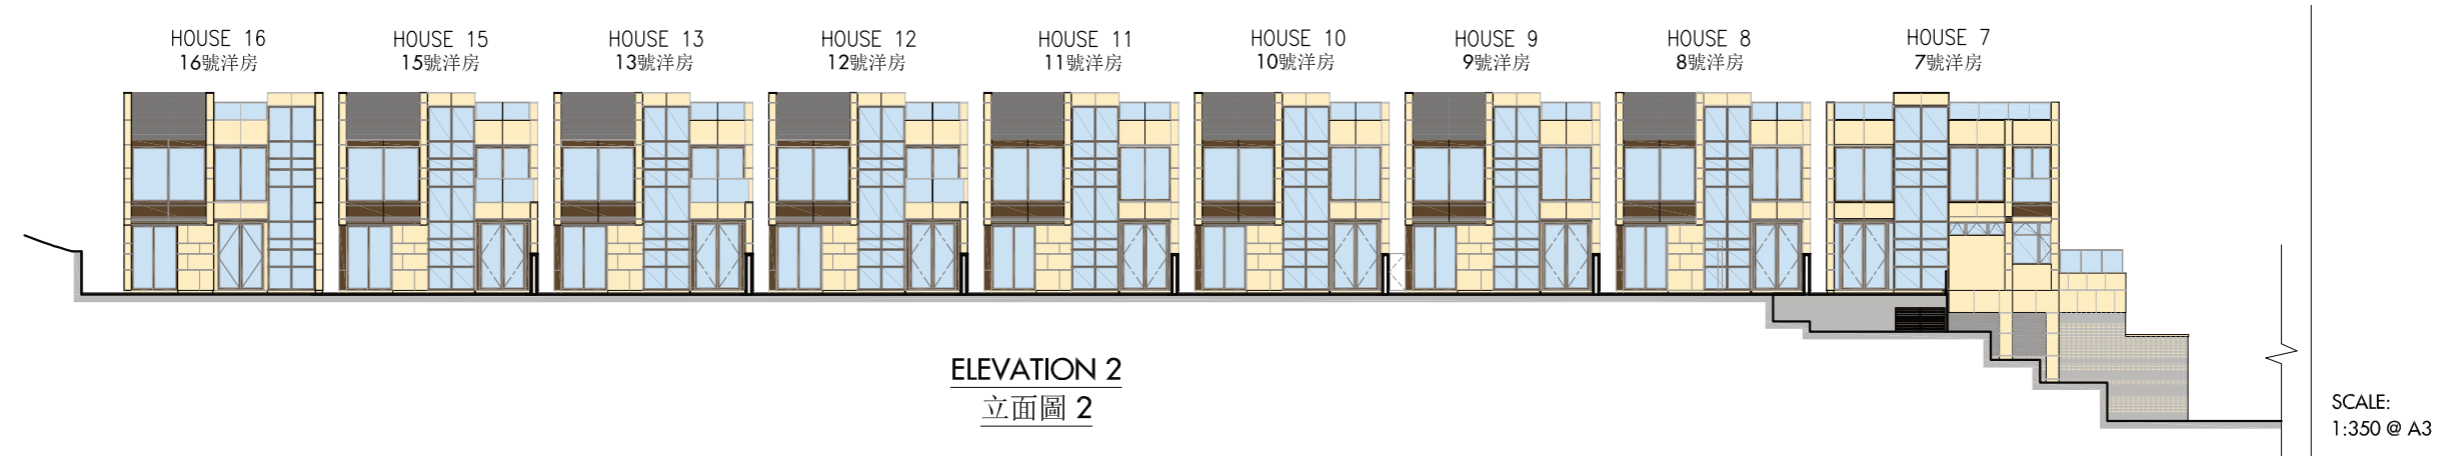 HOUSE 16
16號洋房
HOUSE 15
15號洋房
HOUSE 13
13號洋房
HOUSE 12
12號洋房
HOUSE 11
11號洋房
HOUSE 10
10號洋房
HOUSE 9
9號洋房
HOUSE 8
8號洋房
HOUSE 7
7號洋房
ELEVATION 2
立面圖 2
SCALE:
1:350 @ A3